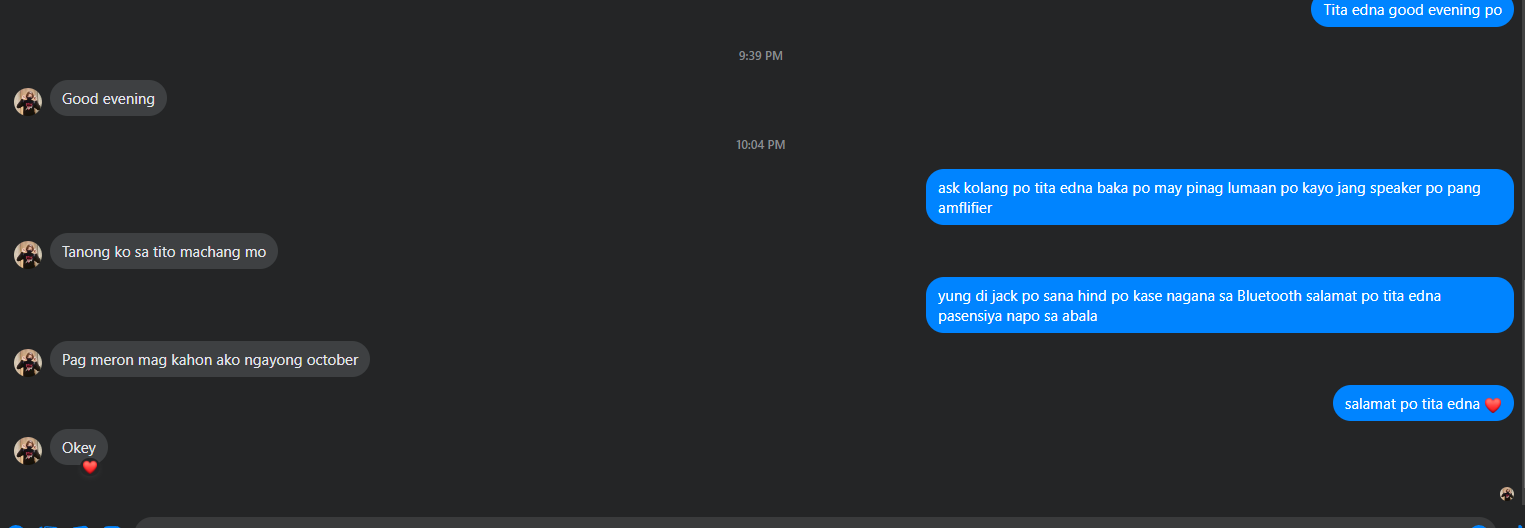 Tita edna good evening po
9:39 PM
Good evening
10:04 PM
ask kolang po tita edna baka po may pinag lumaan po kayo jang speaker po pang
amflifier
Tanong ko sa tito machang mo
yung di jack po sana hind po kase nagana sa Bluetooth salamat po tita edna
pasensiya napo sa abala
Pag meron mag kahon ako ngayong october
salamat po tita edna ❤️
Okey
❤️